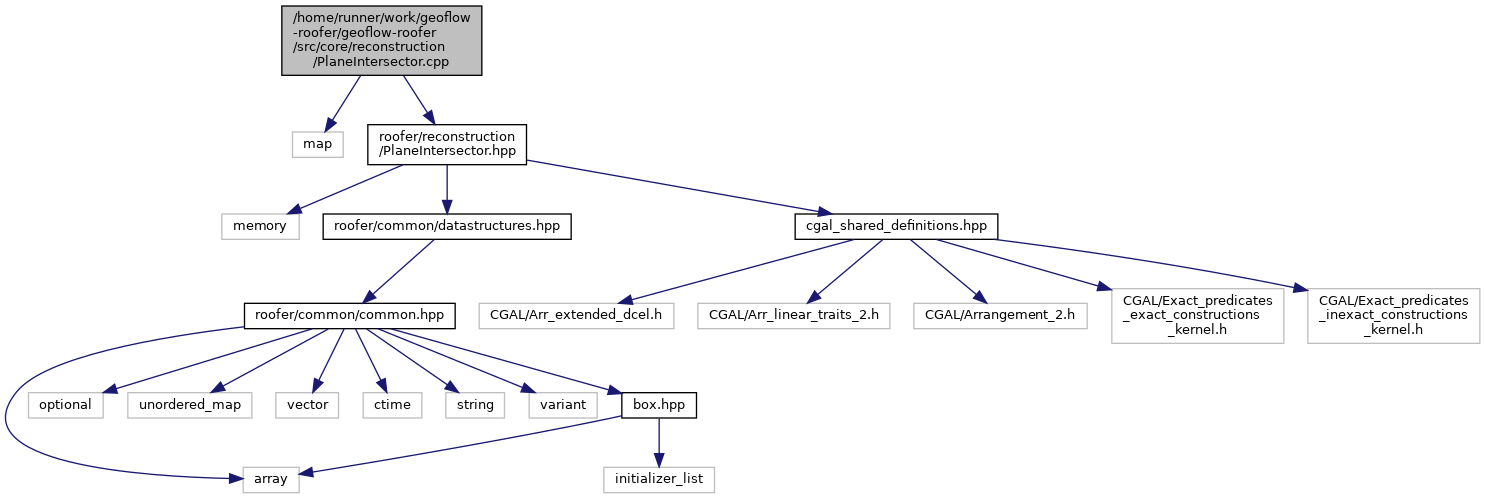 /home/runner/work/geoflow
-roofer/geoflow-roofer
/src/core/reconstruction
/PlaneIntersector.cpp
map
roofer/reconstruction
/PlaneIntersector.hpp
memory
roofer/common/datastructures.hpp
cgal_shared_definitions.hpp
roofer/common/common.hpp
CGAL/Arr_extended_dcel.h
CGAL/Arr_linear_traits_2.h
CGAL/Arrangement_2.h
CGAL/Exact_predicates
_exact_constructions
_kernel.h
CGAL/Exact_predicates
_inexact_constructions
_kernel.h
optional
unordered_map
vector
ctime
string
variant
box.hpp
array
initializer_list